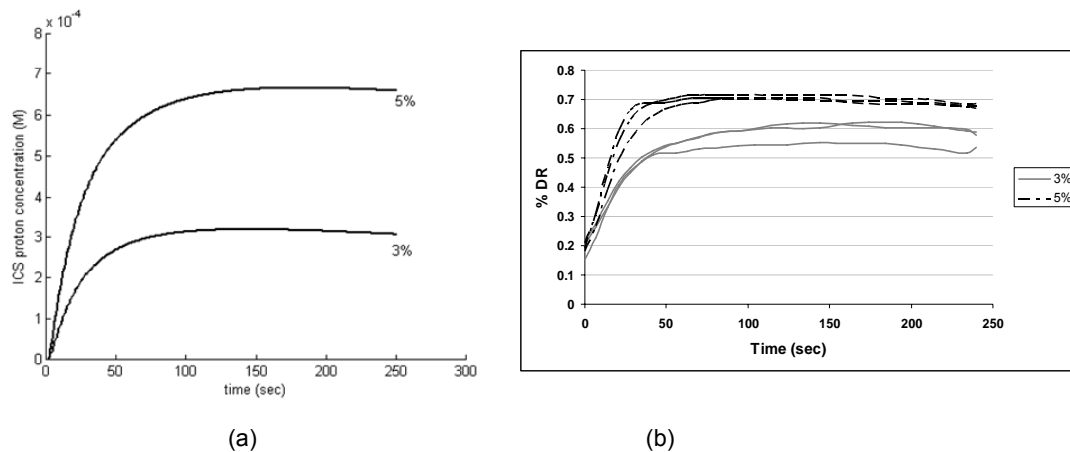 x 10⁻⁴
8
7
6
5
4
3
2
1
0
ICS proton concentration (M)
5%
3%
0 50 100 150 200 250 300
time (sec)
(a)
0.8
0.7
0.6
0.5
0.4
0.3
0.2
0.1
0
% DR
0 50 100 150 200 250
Time (sec)
3%
5%
(b)